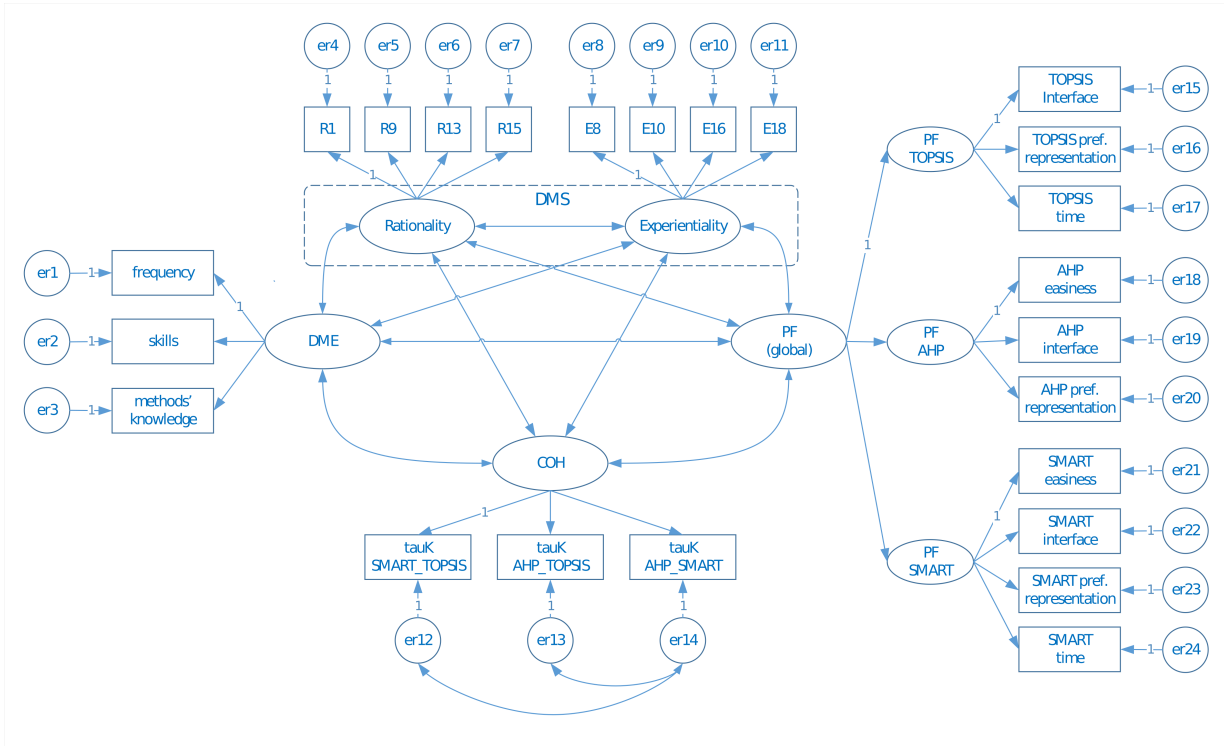 er4
er5
er6
er7
er8
er9
er10
er11
1
1
1
1
1
1
1
1
R1
R9
R13
R15
E8
E10
E16
E18
1
1
DMS
Rationality
Experientiality
er1
1
frequency
er2
1
skills
er3
1
methods’
knowledge
1
DME
PF
(global)
COH
1
tauK
SMART_TOPSIS
tauK
AHP_TOPSIS
tauK
AHP_SMART
1
1
1
er12
er13
er14
1
PF
TOPSIS
1
TOPSIS
Interface
1
er15
TOPSIS pref.
representation
1
er16
TOPSIS
time
1
er17
PF
AHP
1
AHP
easiness
1
er18
AHP
interface
1
er19
AHP pref.
representation
1
er20
PF
SMART
1
SMART
easiness
1
er21
SMART
interface
1
er22
SMART pref.
representation
1
er23
SMART
time
1
er24